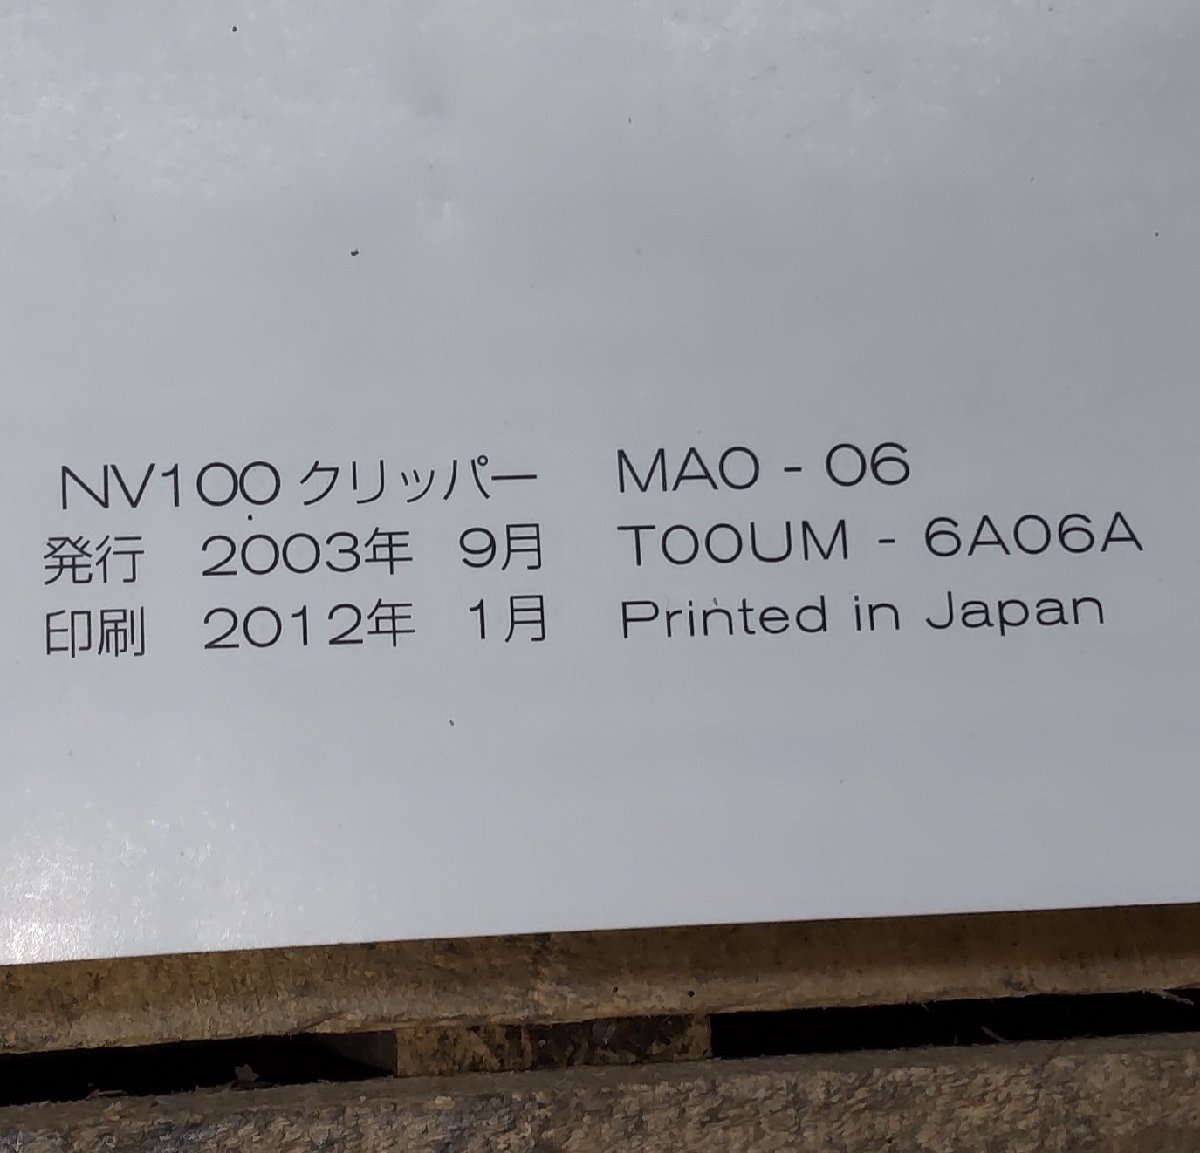 NV100 クリッパー MA0 - 06
発行 2003年 9月 T00UM - 6A06A
印刷 2012年 1月 Printed in Japan